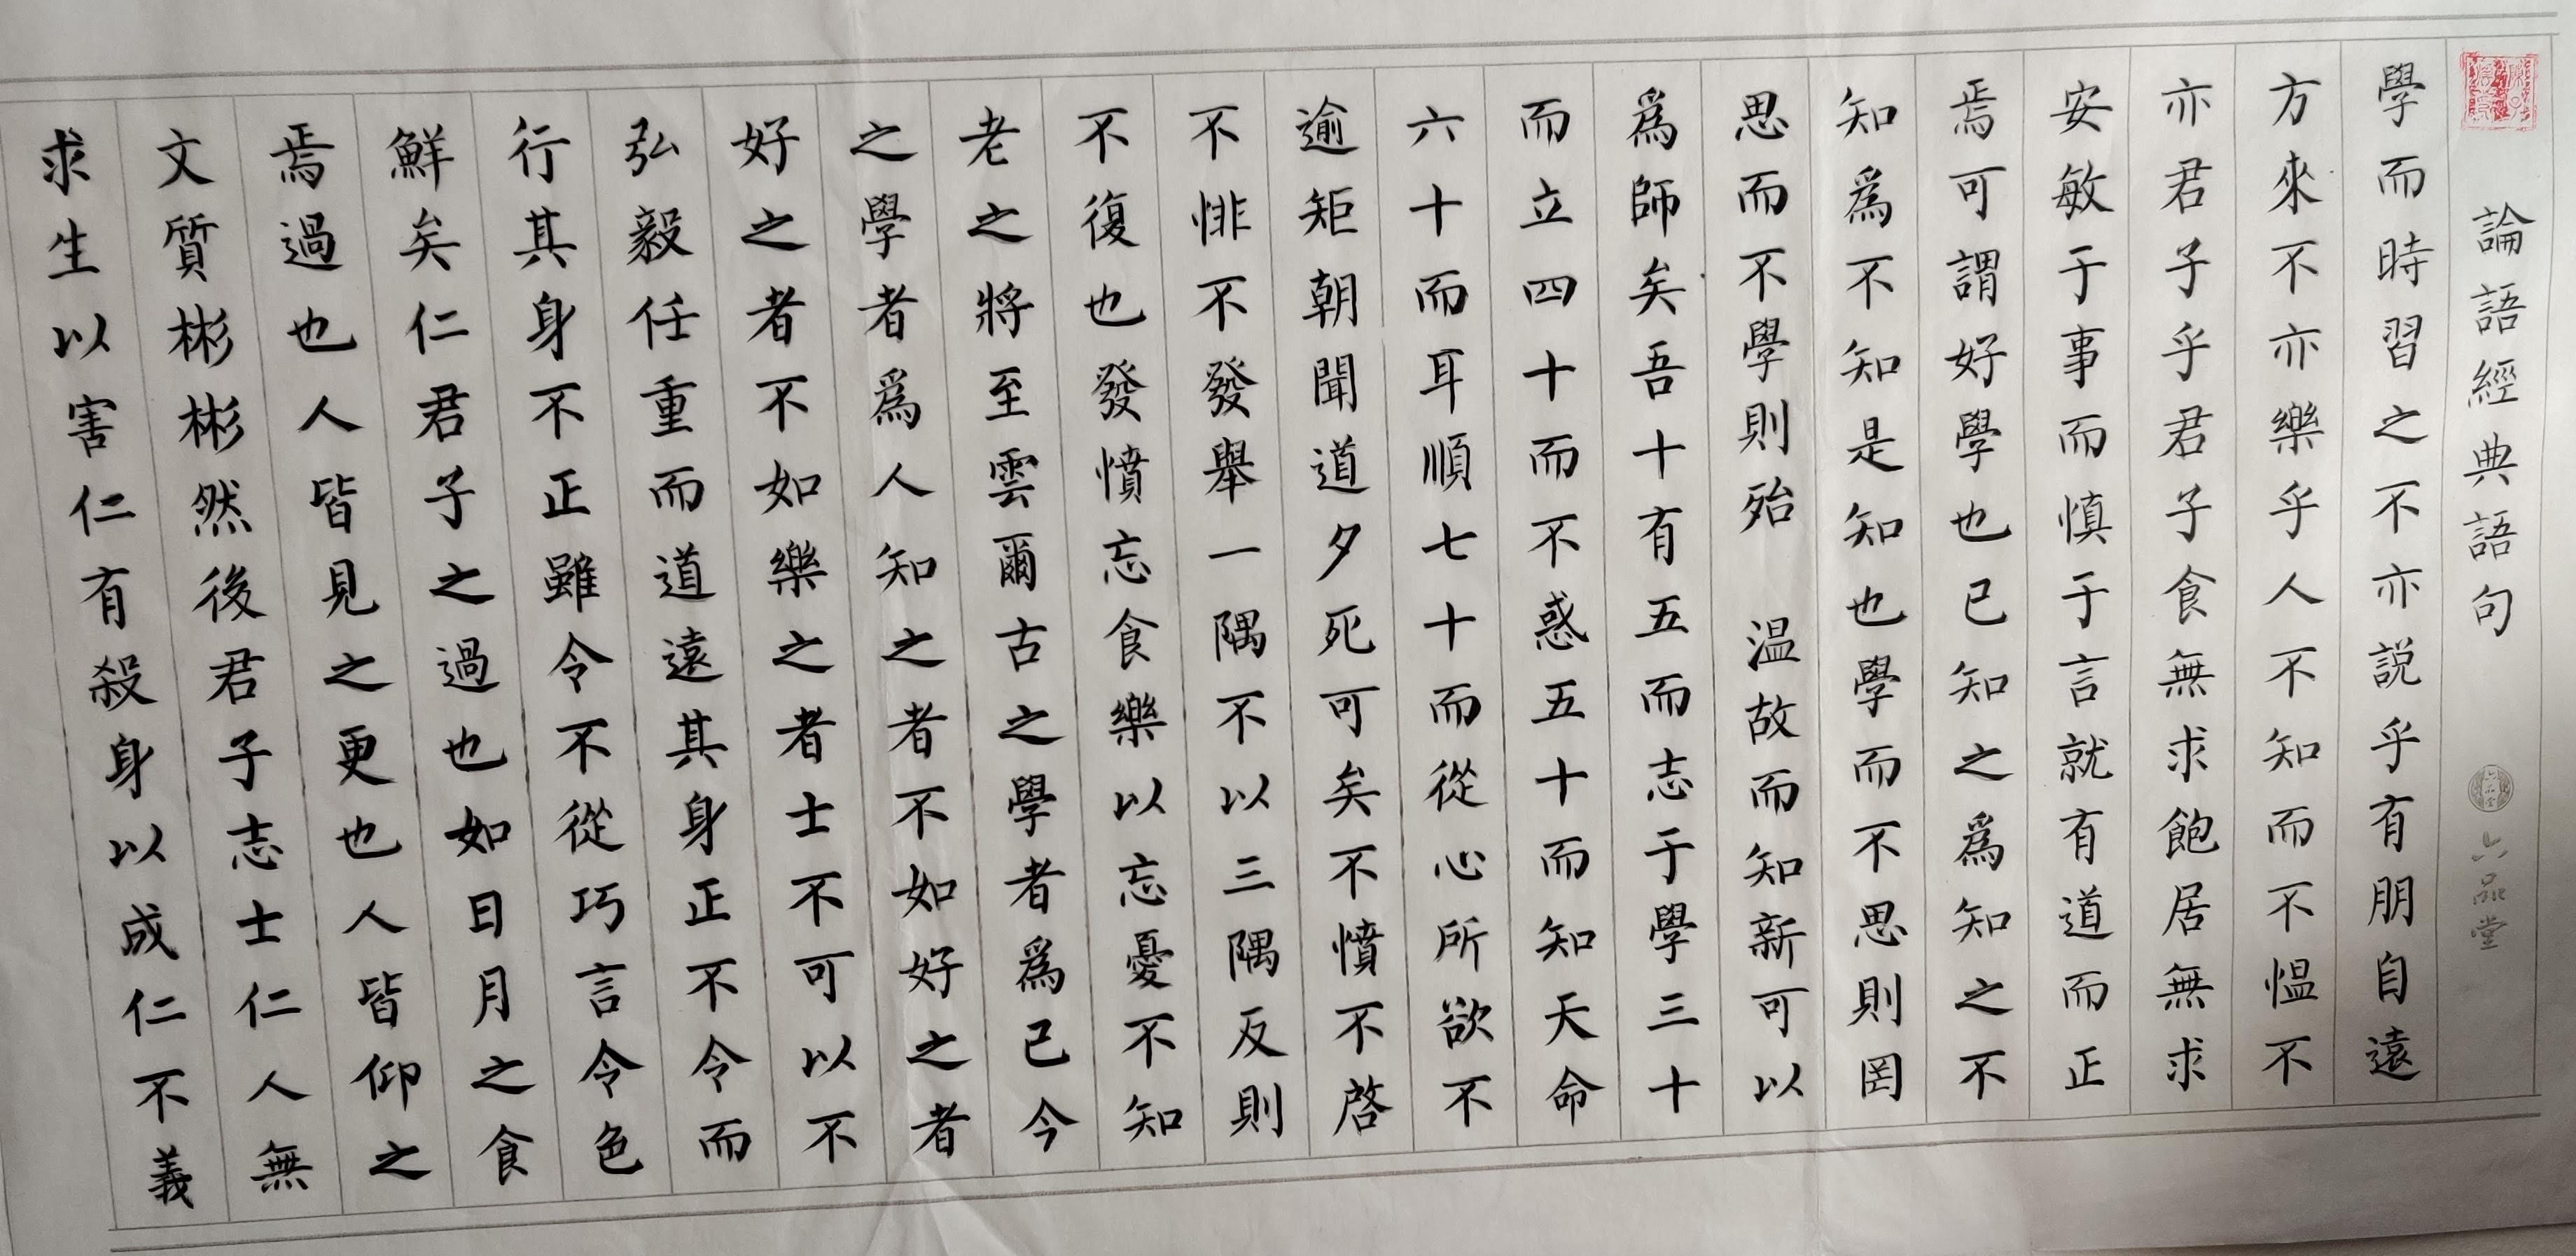 論語經典語句
六品堂
學而時習之不亦説乎有朋自遠
方來不亦樂乎人不知而不愠不
亦君子乎君子食無求飽居無求
安敏于事而慎于言就有道而正
焉可謂好學也已知之爲知之不
知爲不知是知也學而不思則罔
思而不學則殆 温故而知新可以
爲師矣吾十有五而志于學三十
而立四十而不惑五十而知天命
六十而耳順七十而從心所欲不
逾矩朝聞道夕死可矣不憤不啓
不悱不發舉一隅不以三隅反則
不復也發憤忘食樂以忘憂不知
老之將至雲爾古之學者爲己今
之學者爲人知之者不如好之者
好之者不如樂之者士不可以不
弘毅任重而道遠其身正不令而
行其身不正雖令不從巧言令色
鮮矣仁君子之過也如日月之食
焉過也人皆見之更也人皆仰之
文質彬彬然後君子志士仁人無
求生以害仁有殺身以成仁不義